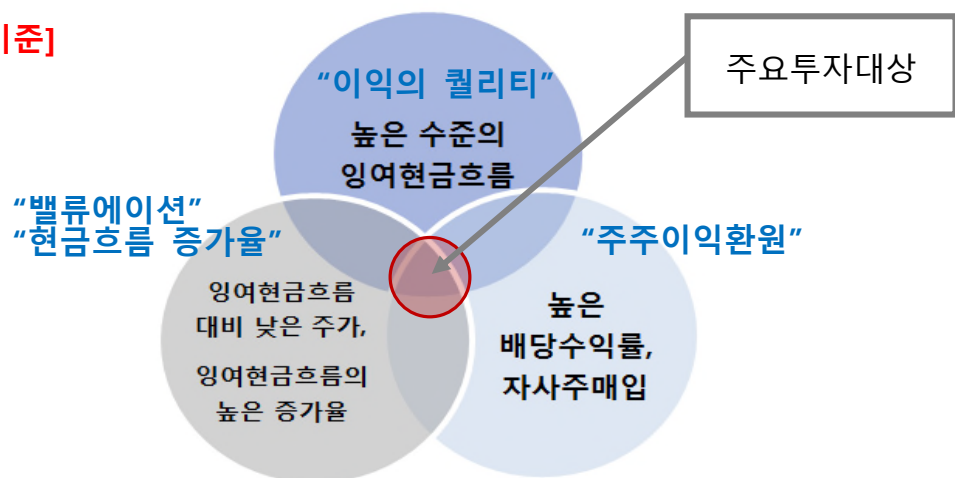 기준]
주요투자대상
“이익의 퀄리티”
높은 수준의
잉여현금흐름
“밸류에이션”
“현금흐름 증가율”
잉여현금흐름
대비 낮은 주가,
잉여현금흐름의
높은 증가율
“주주이익환원”
높은
배당수익률,
자사주매입